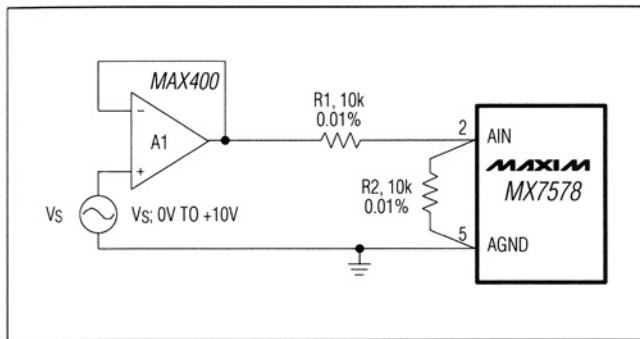 MAX400
A1
−
+
R1, 10k
0.01%
2
AIN
MAXIM
MX7578
R2, 10k
0.01%
5
AGND
VS
VS; 0V TO +10V